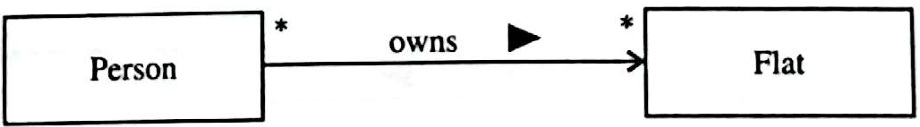 * *
owns ►
Person Flat